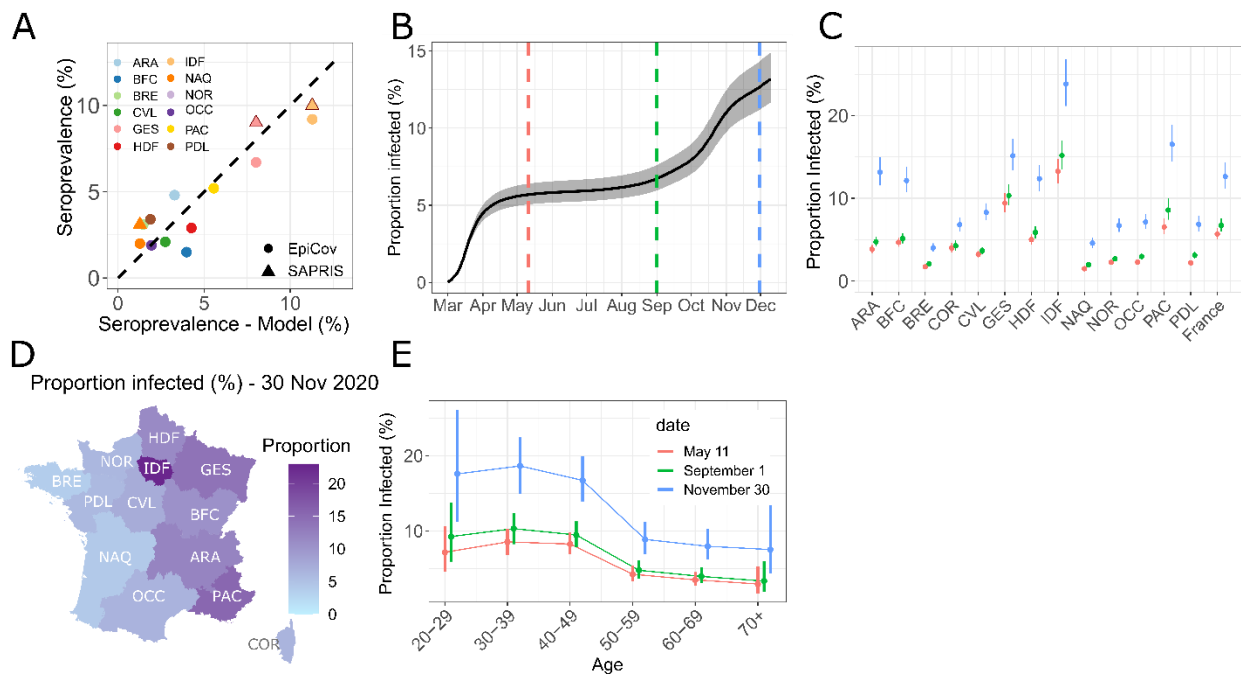 A
Seroprevalence (%)
10
5
0
ARA
BFC
BRE
CVL
GES
HDF
IDF
NAQ
NOR
OCC
PAC
PDL
EpiCov
SAPRIS
0 5 10
Seroprevalence - Model (%)
B
Proportion infected (%)
15
10
5
0
Mar Apr May Jun Jul Aug Sep Oct Nov Dec
C
Proportion Infected (%)
20
10
0
ARA BFC BRE COR CVL GES HDF IDF NAQ NOR OCC PAC PDL France
D
Proportion infected (%) - 30 Nov 2020
HDF
NOR
IDF
GES
BRE
PDL
CVL
BFC
NAQ
ARA
OCC
PAC
COR
Proportion
20
15
10
5
0
E
Proportion Infected (%)
20
10
date
May 11
September 1
November 30
20-29 30-39 40-49 50-59 60-69 70+
Age